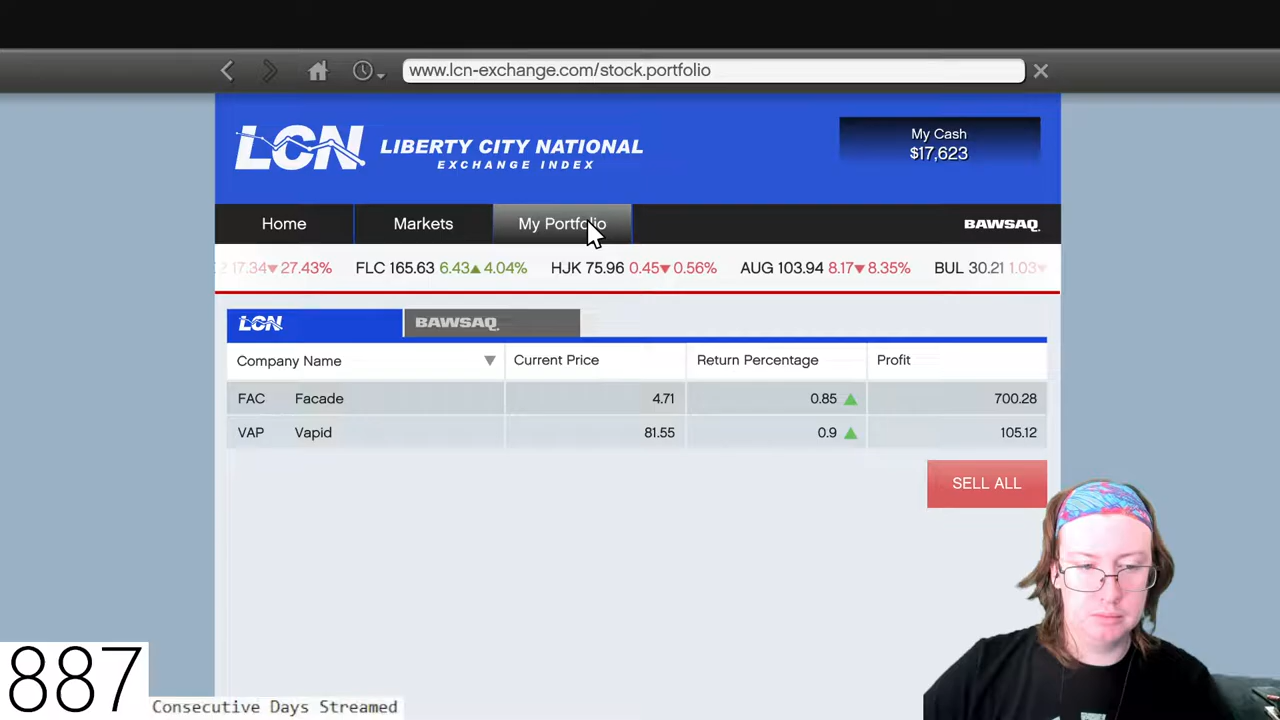 www.lcn-exchange.com/stock.portfolio
LCN LIBERTY CITY NATIONAL
EXCHANGE INDEX
My Cash
$17,623
Home Markets My Portfolio BAWSAQ
17.34▼27.43% FLC 165.63 6.43▲4.04% HJK 75.96 0.45▼0.56% AUG 103.94 8.17▼8.35% BUL 30.21 1.03▼
LCN BAWSAQ
Company Name ▼ Current Price Return Percentage Profit
FAC Facade 4.71 0.85 ▲ 700.28
VAP Vapid 81.55 0.9 ▲ 105.12
SELL ALL
887 Consecutive Days Streamed